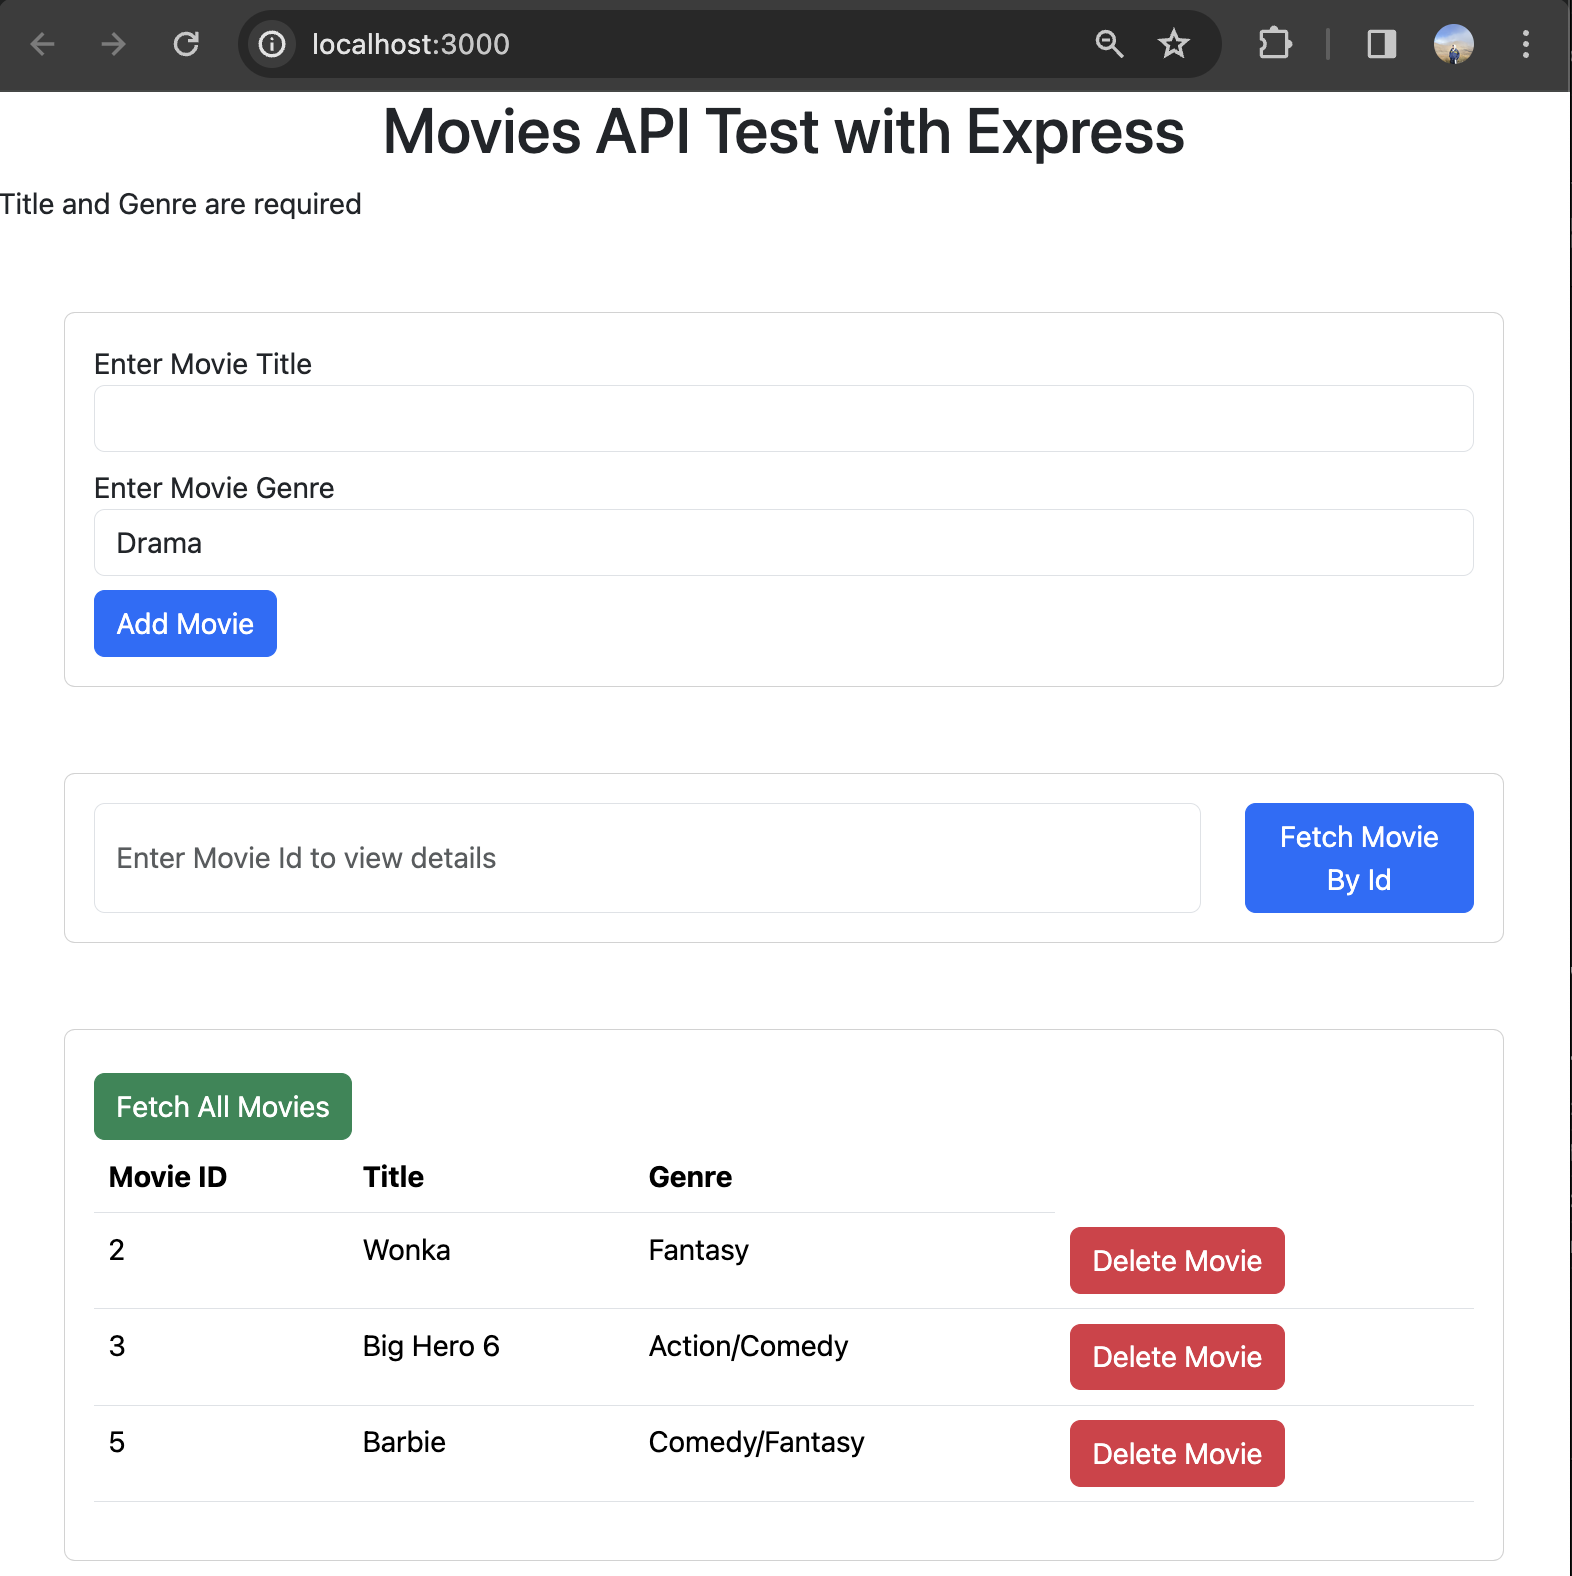 localhost:3000
Movies API Test with Express
Title and Genre are required
Enter Movie Title
Enter Movie Genre
Drama
Add Movie
Enter Movie Id to view details
Fetch Movie
By Id
Fetch All Movies
Movie ID Title Genre
2 Wonka Fantasy Delete Movie
3 Big Hero 6 Action/Comedy Delete Movie
5 Barbie Comedy/Fantasy Delete Movie